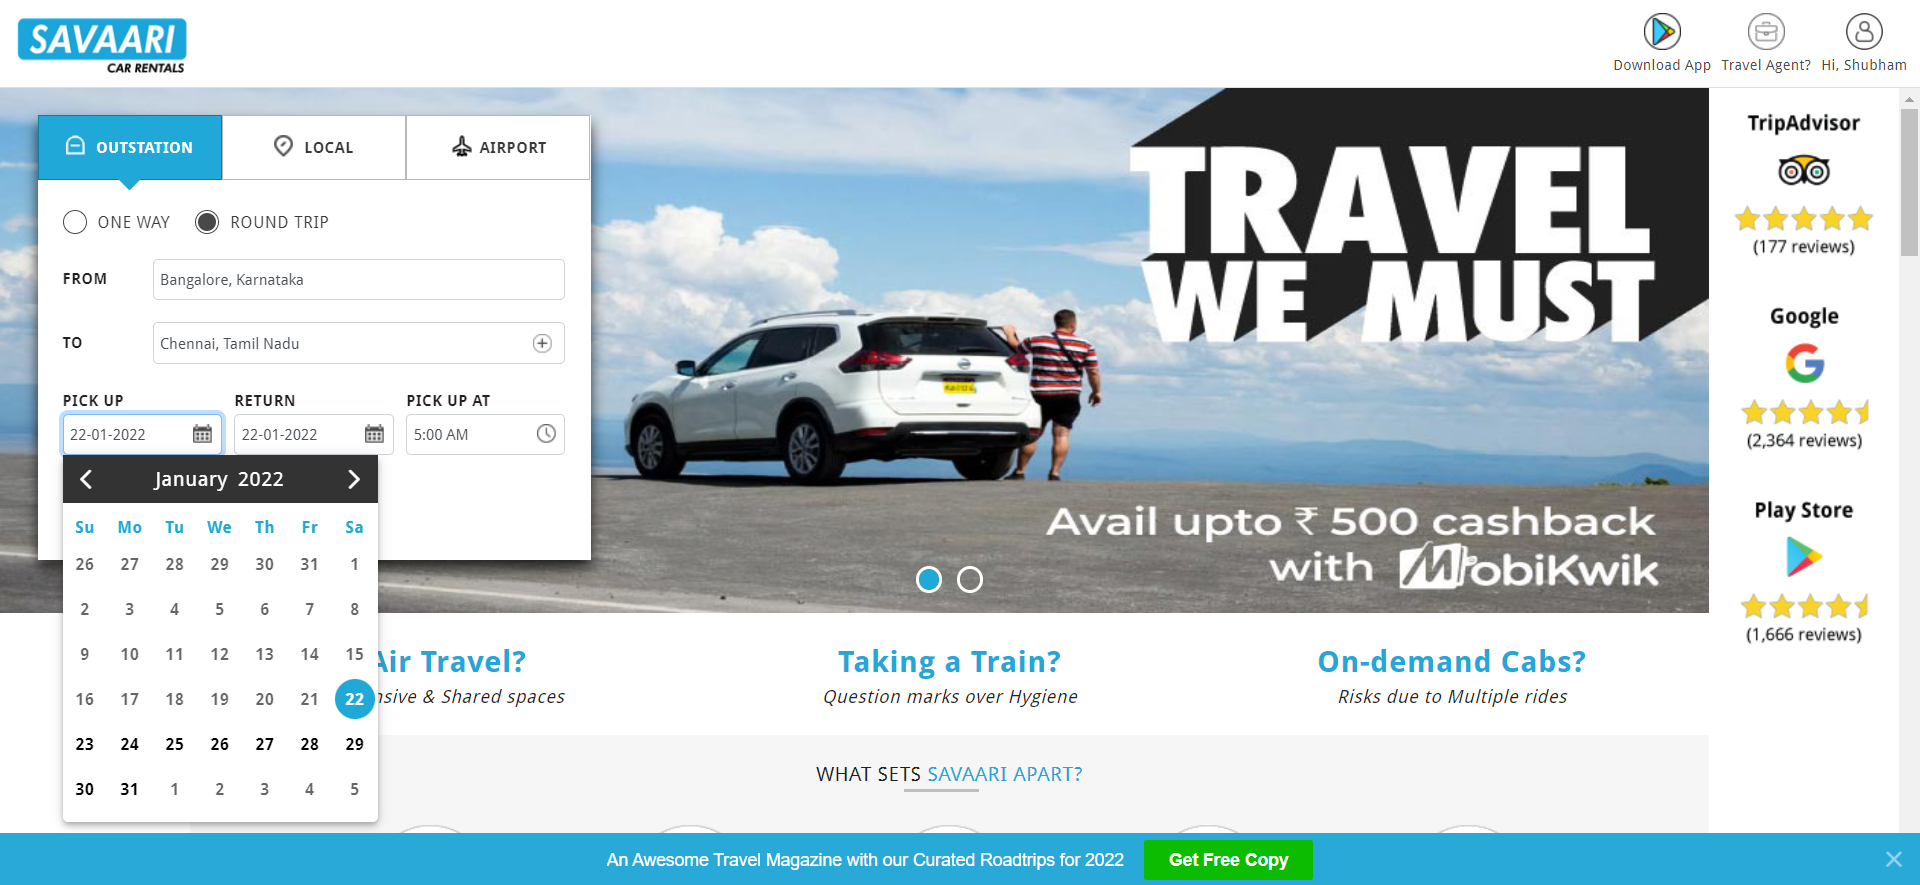 SAVAARI
CAR RENTALS
Download App
Travel Agent?
Hi, Shubham
OUTSTATION
LOCAL
AIRPORT
ONE WAY
ROUND TRIP
FROM
Bangalore, Karnataka
TO
Chennai, Tamil Nadu
PICK UP
RETURN
PICK UP AT
22-01-2022
22-01-2022
5:00 AM
January 2022
Su Mo Tu We Th Fr Sa
26 27 28 29 30 31 1
2 3 4 5 6 7 8
9 10 11 12 13 14 15
16 17 18 19 20 21 22
23 24 25 26 27 28 29
30 31 1 2 3 4 5
TRAVEL
WE MUST
Avail upto ₹ 500 cashback
with MobiKwik
TripAdvisor
(177 reviews)
Google
(2,364 reviews)
Play Store
(1,666 reviews)
Air Travel?
nsive & Shared spaces
Taking a Train?
Question marks over Hygiene
On-demand Cabs?
Risks due to Multiple rides
WHAT SETS SAVAARI APART?
An Awesome Travel Magazine with our Curated Roadtrips for 2022
Get Free Copy